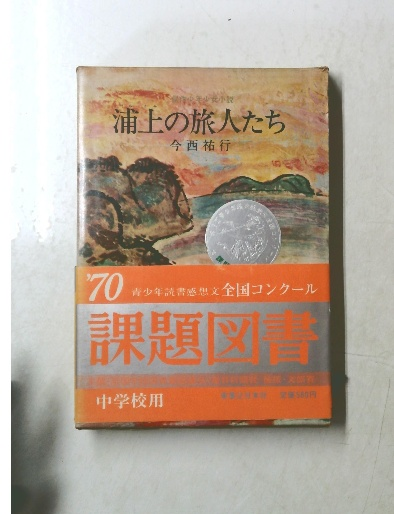 浦上の旅人たち
今西祐行
'70 青少年読書感想文 全国コンクール
課題図書
中学校用